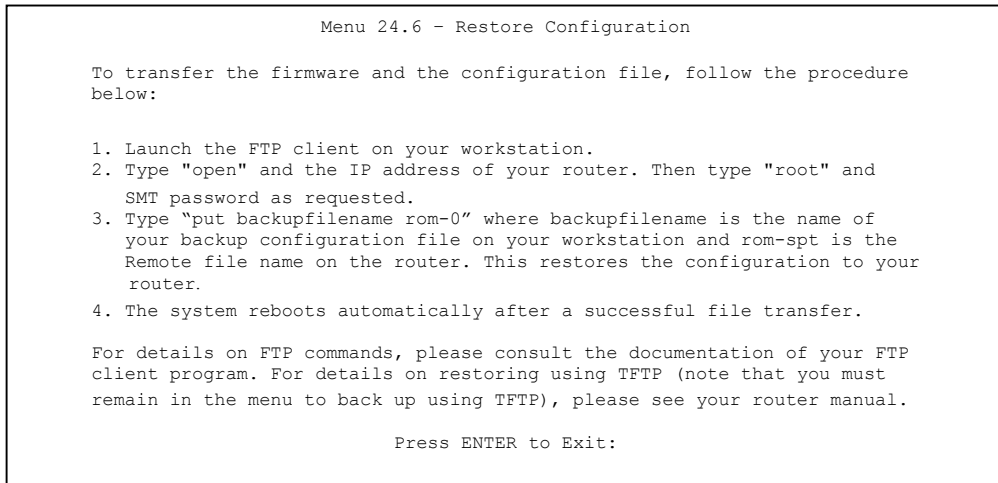 Menu 24.6 – Restore Configuration
To transfer the firmware and the configuration file, follow the procedure
below:
1. Launch the FTP client on your workstation.
2. Type "open" and the IP address of your router. Then type "root" and
SMT password as requested.
3. Type “put backupfilename rom-0” where backupfilename is the name of
your backup configuration file on your workstation and rom-spt is the
Remote file name on the router. This restores the configuration to your
router.
4. The system reboots automatically after a successful file transfer.
For details on FTP commands, please consult the documentation of your FTP
client program. For details on restoring using TFTP (note that you must
remain in the menu to back up using TFTP), please see your router manual.
Press ENTER to Exit: